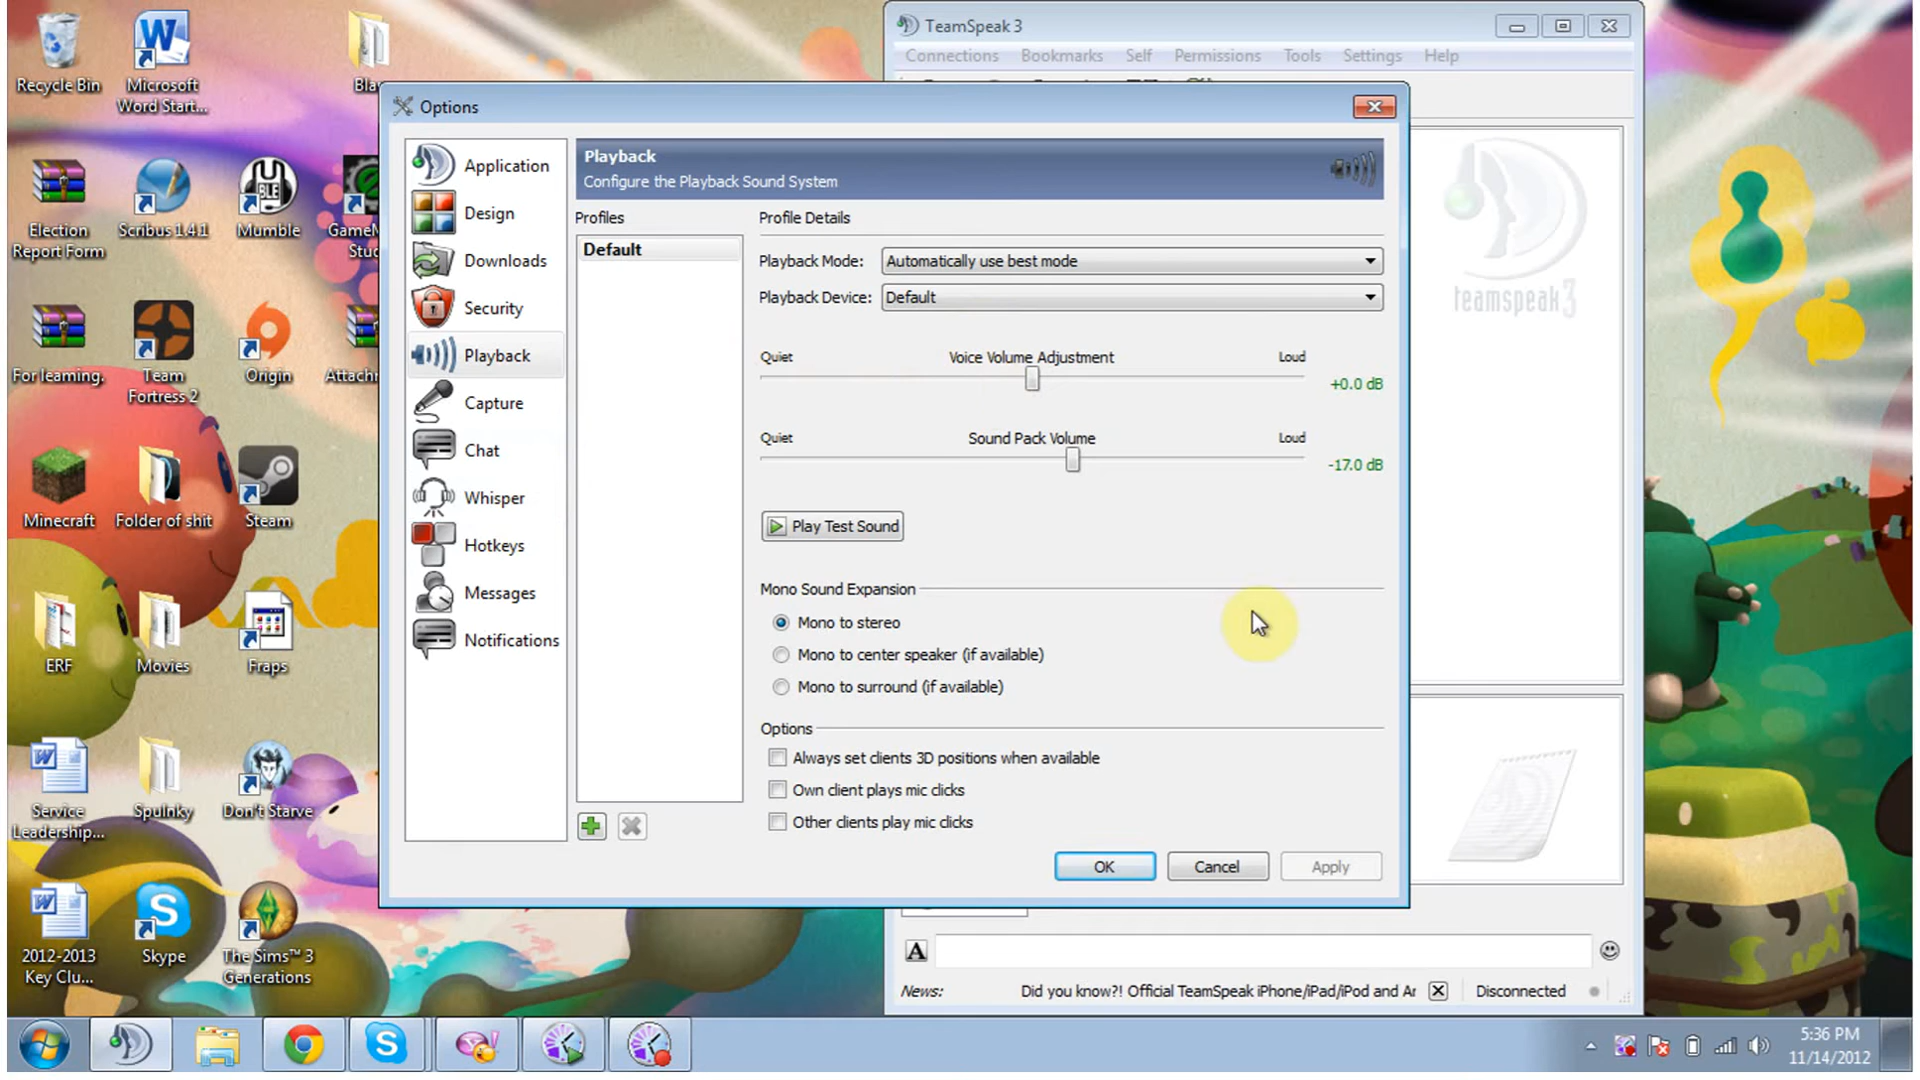 Recycle Bin
Microsoft
Word Start...
Bla
Election
Report Form
Scribus 1.4.1
Mumble
GameM
Stud
For learning.
Team
Fortress 2
Origin
Attachm
Minecraft
Folder of shit
Steam
ERF
Movies
Fraps
Service
Leadership...
Spulnky
Don't Starve
2012-2013
Key Clu...
Skype
The Sims™ 3
Generations
TeamSpeak 3
Connections Bookmarks Self Permissions Tools Settings Help
Options
Application
Design
Downloads
Security
Playback
Capture
Chat
Whisper
Hotkeys
Messages
Notifications
Playback
Configure the Playback Sound System
Profiles
Default
Profile Details
Playback Mode: Automatically use best mode
Playback Device: Default
Quiet Voice Volume Adjustment Loud
+0.0 dB
Quiet Sound Pack Volume Loud
-17.0 dB
Play Test Sound
Mono Sound Expansion
Mono to stereo
Mono to center speaker (if available)
Mono to surround (if available)
Options
Always set clients 3D positions when available
Own client plays mic clicks
Other clients play mic clicks
OK Cancel Apply
teamspeak3
A
News: Did you know?! Official TeamSpeak iPhone/iPad/iPod and Ar Disconnected
5:36 PM
11/14/2012